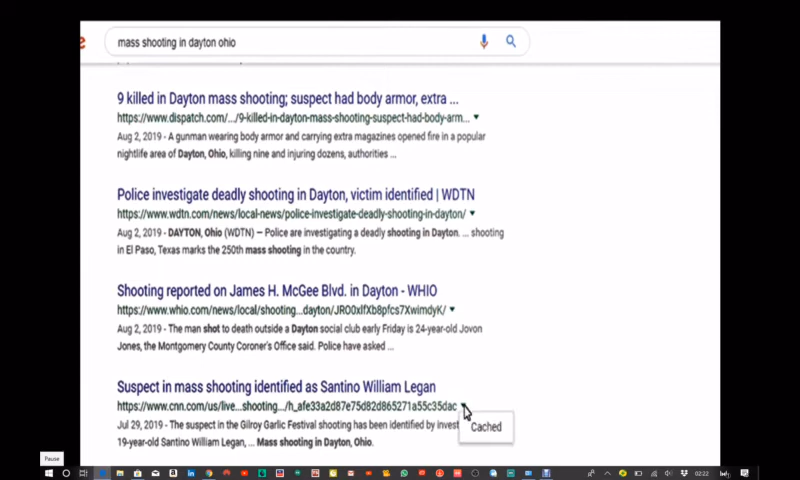 e
mass shooting in dayton ohio
9 killed in Dayton mass shooting; suspect had body armor, extra ...
https://www.dispatch.com/.../9-killed-in-dayton-mass-shooting-suspect-had-body-arm...
Aug 2, 2019 - A gunman wearing body armor and carrying extra magazines opened fire in a popular
nightlife area of Dayton, Ohio, killing nine and injuring dozens, authorities ...
Police investigate deadly shooting in Dayton, victim identified | WDTN
https://www.wdtn.com/news/local-news/police-investigate-deadly-shooting-in-dayton/
Aug 2, 2019 - DAYTON, Ohio (WDTN) — Police are investigating a deadly shooting in Dayton. ... shooting
in El Paso, Texas marks the 250th mass shooting in the country.
Shooting reported on James H. McGee Blvd. in Dayton - WHIO
https://www.whio.com/news/local/shooting...dayton/JRO0xlfXb8pfcs7XwimdyK/
Aug 2, 2019 - The man shot to death outside a Dayton social club early Friday is 24-year-old Jovon
Jones, the Montgomery County Coroner's Office said. Police have asked ...
Suspect in mass shooting identified as Santino William Legan
https://www.cnn.com/us/live...shooting.../h_afe33a2d87e75d82d865271a55c35dac
Jul 29, 2019 - The suspect in the Gilroy Garlic Festival shooting has been identified by invest
Cached
19-year-old Santino William Legan, ... Mass shooting in Dayton, Ohio.
Pause
02:22